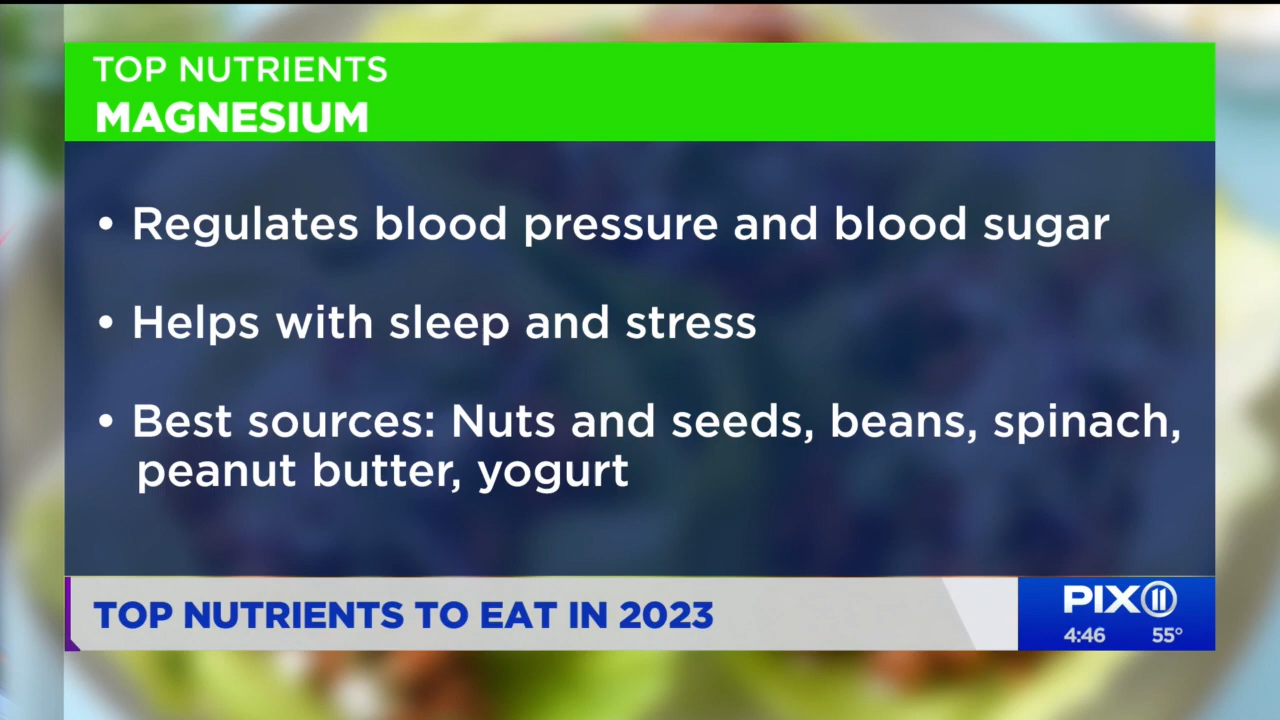 TOP NUTRIENTS
MAGNESIUM
• Regulates blood pressure and blood sugar
• Helps with sleep and stress
• Best sources: Nuts and seeds, beans, spinach,
peanut butter, yogurt
TOP NUTRIENTS TO EAT IN 2023
PIX11
4:46 55°